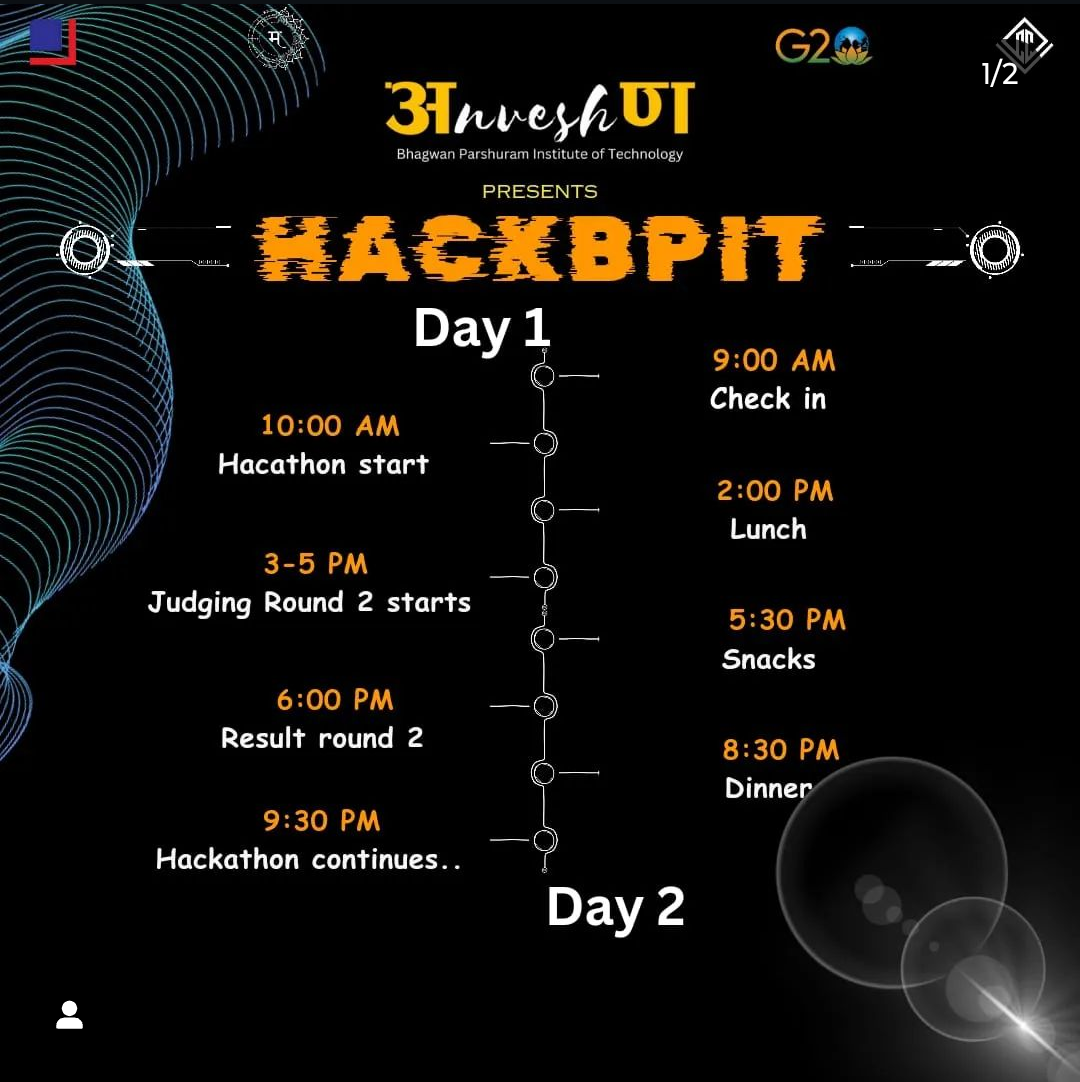 म
G20
1/2
अnveshण
Bhagwan Parshuram Institute of Technology
PRESENTS
HACKBPIT
Day 1
9:00 AM
Check in
10:00 AM
Hacathon start
2:00 PM
Lunch
3-5 PM
Judging Round 2 starts
5:30 PM
Snacks
6:00 PM
Result round 2
8:30 PM
Dinner
9:30 PM
Hackathon continues..
Day 2